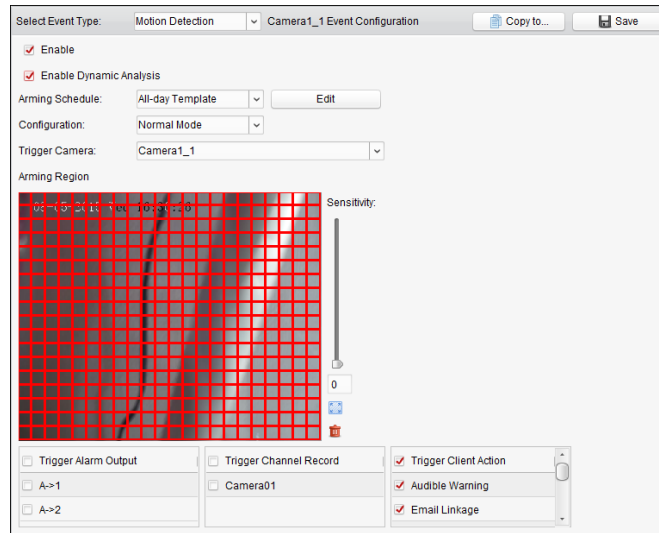 Select Event Type: Motion Detection Camera1_1 Event Configuration Copy to... Save
Enable
Enable Dynamic Analysis
Arming Schedule: All-day Template Edit
Configuration: Normal Mode
Trigger Camera: Camera1_1
Arming Region
Sensitivity:
0
Trigger Alarm Output Trigger Channel Record Trigger Client Action
A->1 Camera01 Audible Warning
A->2 Email Linkage